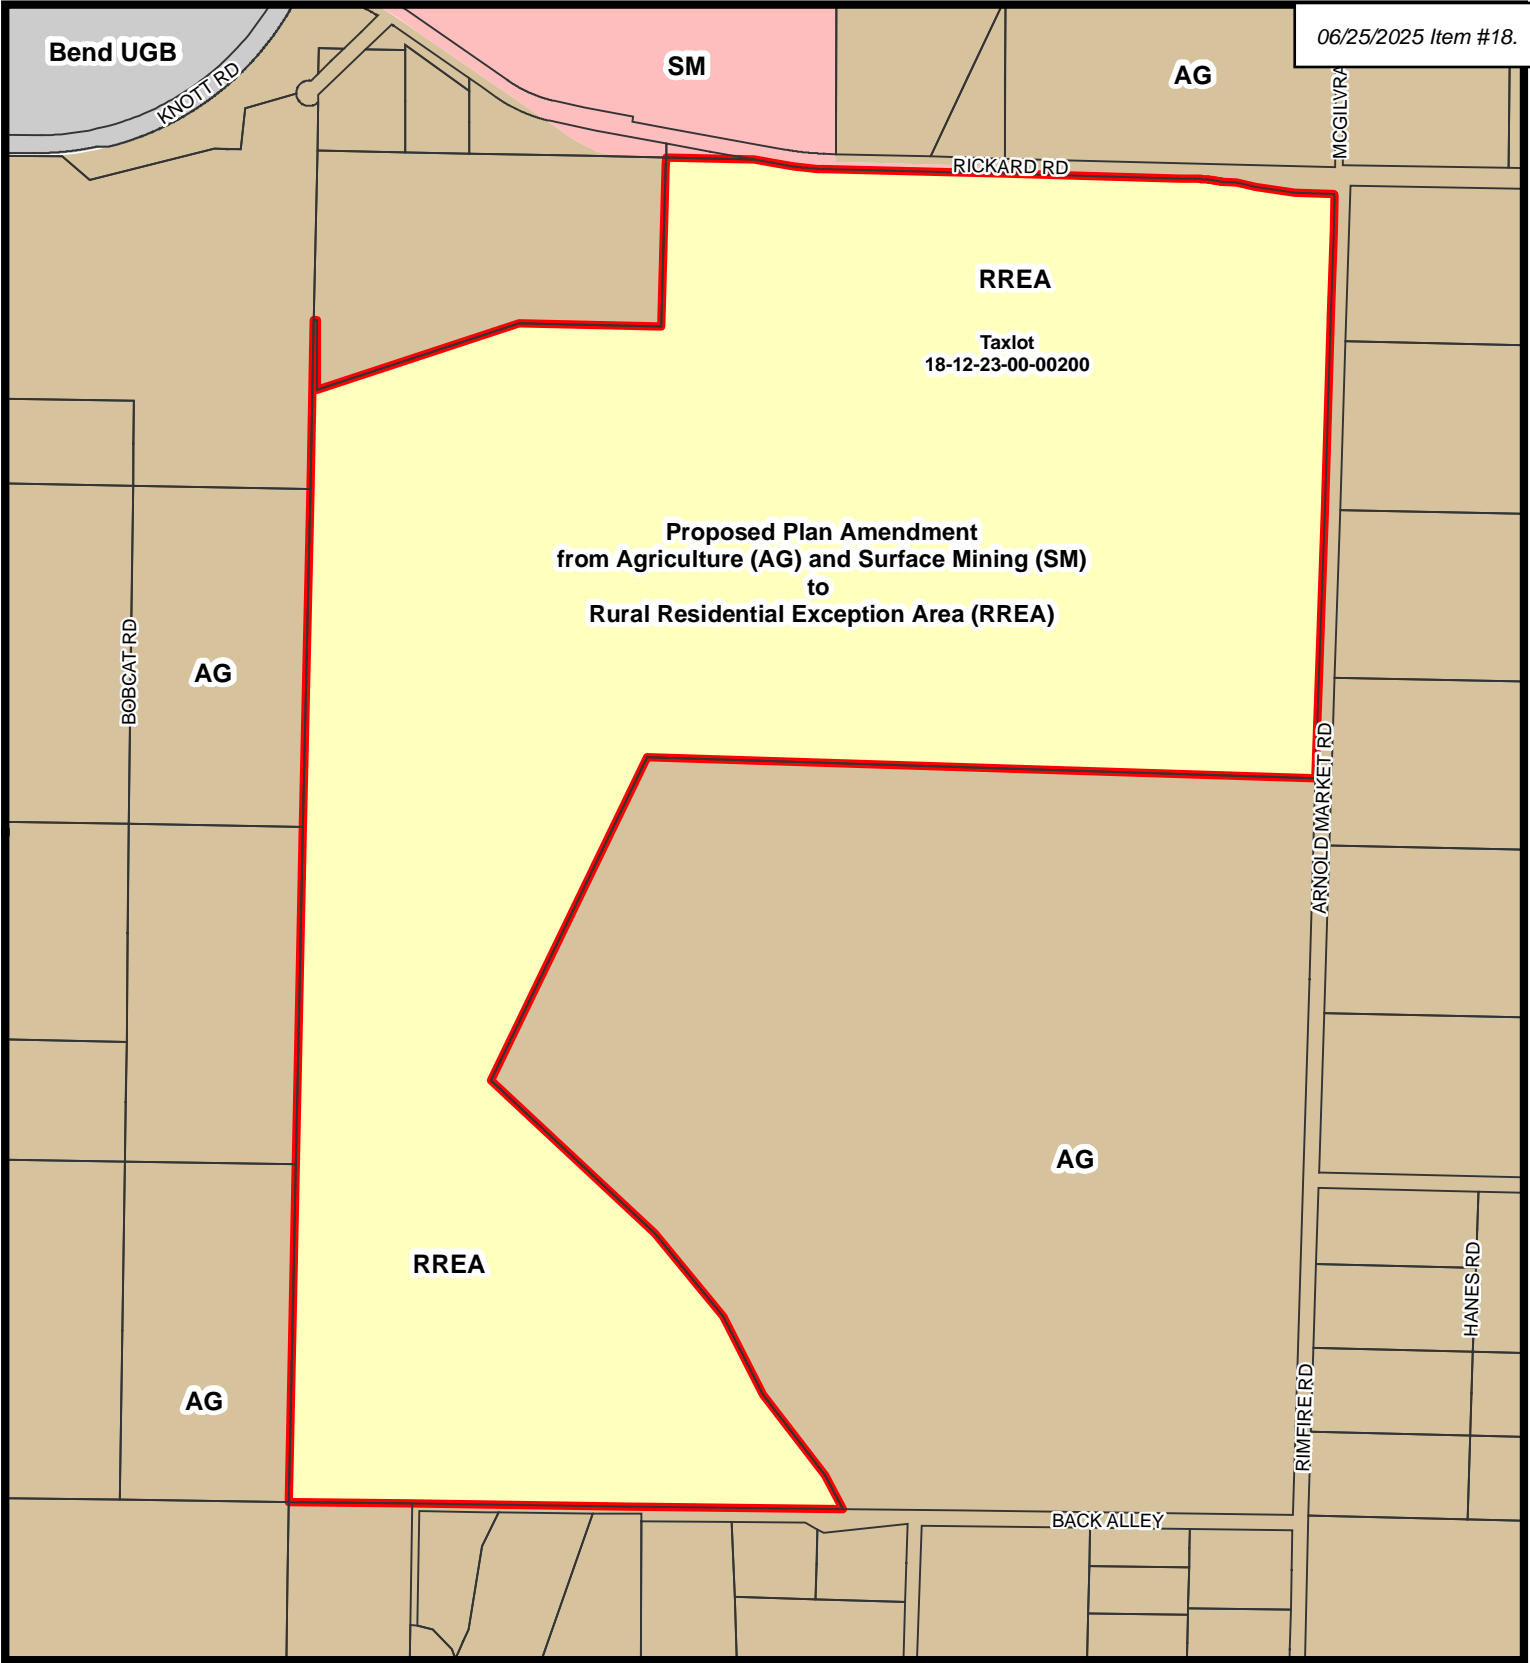 06/25/2025 Item #18.
Bend UGB
SM
AG
KNOTT RD
MCGILVRA
RICKARD RD
RREA
Taxlot
18-12-23-00-00200
Proposed Plan Amendment
from Agriculture (AG) and Surface Mining (SM)
to
Rural Residential Exception Area (RREA)
BOBCAT RD
AG
ARNOLD MARKET RD
AG
RREA
HANES RD
AG
RIMFIRE RD
BACK ALLEY